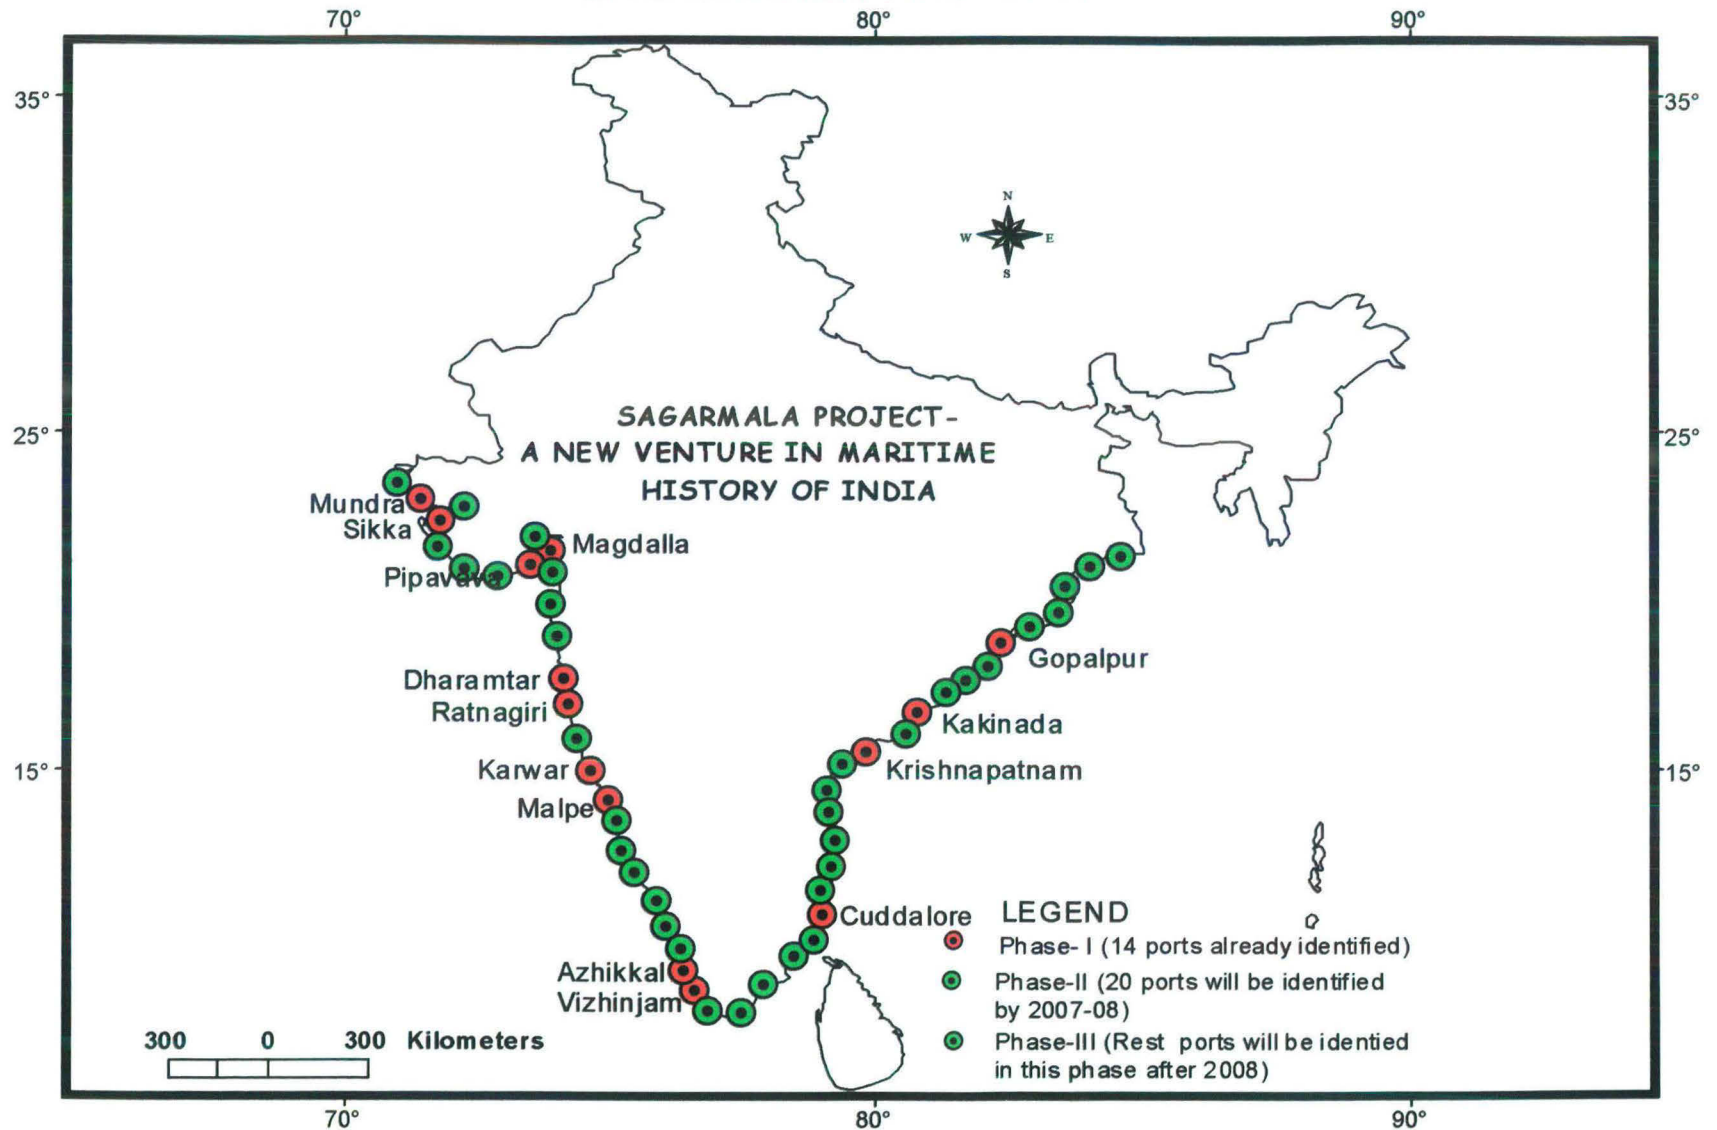 70° 80° 90°
35° 35°
N
W E
S
SAGARMALA PROJECT-
25° A NEW VENTURE IN MARITIME 25°
HISTORY OF INDIA
Mundra
Sikka
Magdalla
Pipavava
Gopalpur
Dharamtar
Ratnagiri
Kakinada
15° Karwar Krishnapatnam 15°
Malpe
Cuddalore LEGEND
Phase- I (14 ports already identified)
Azhikkal
Phase-II (20 ports will be identified
Vizhinjam
by 2007-08)
300 0 300 Kilometers
Phase-III (Rest ports will be identied
in this phase after 2008)
70° 80° 90°